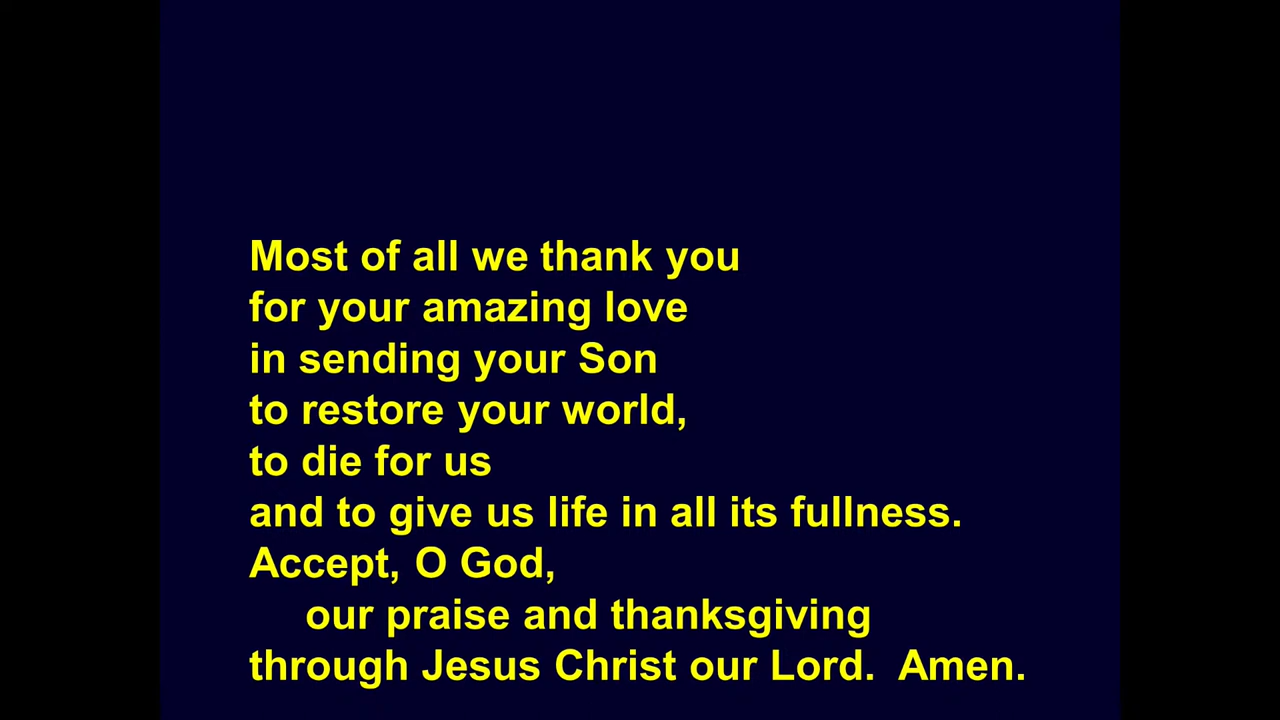 Most of all we thank you
for your amazing love
in sending your Son
to restore your world,
to die for us
and to give us life in all its fullness.
Accept, O God,
our praise and thanksgiving
through Jesus Christ our Lord.  Amen.